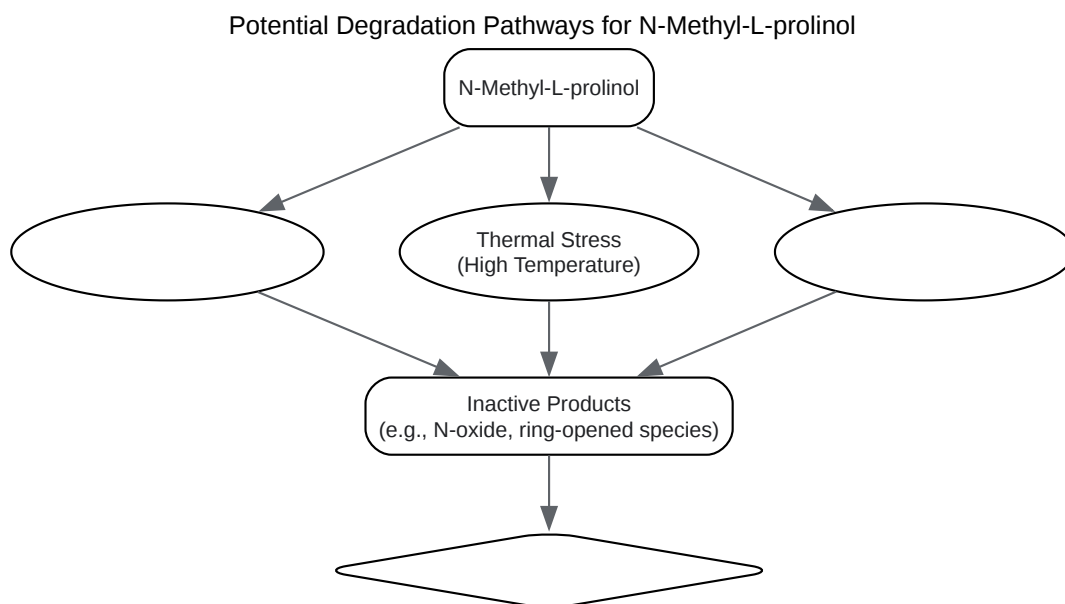 Potential Degradation Pathways for N-Methyl-L-prolinol
N-Methyl-L-prolinol
Thermal Stress
(High Temperature)
Inactive Products
(e.g., N-oxide, ring-opened species)